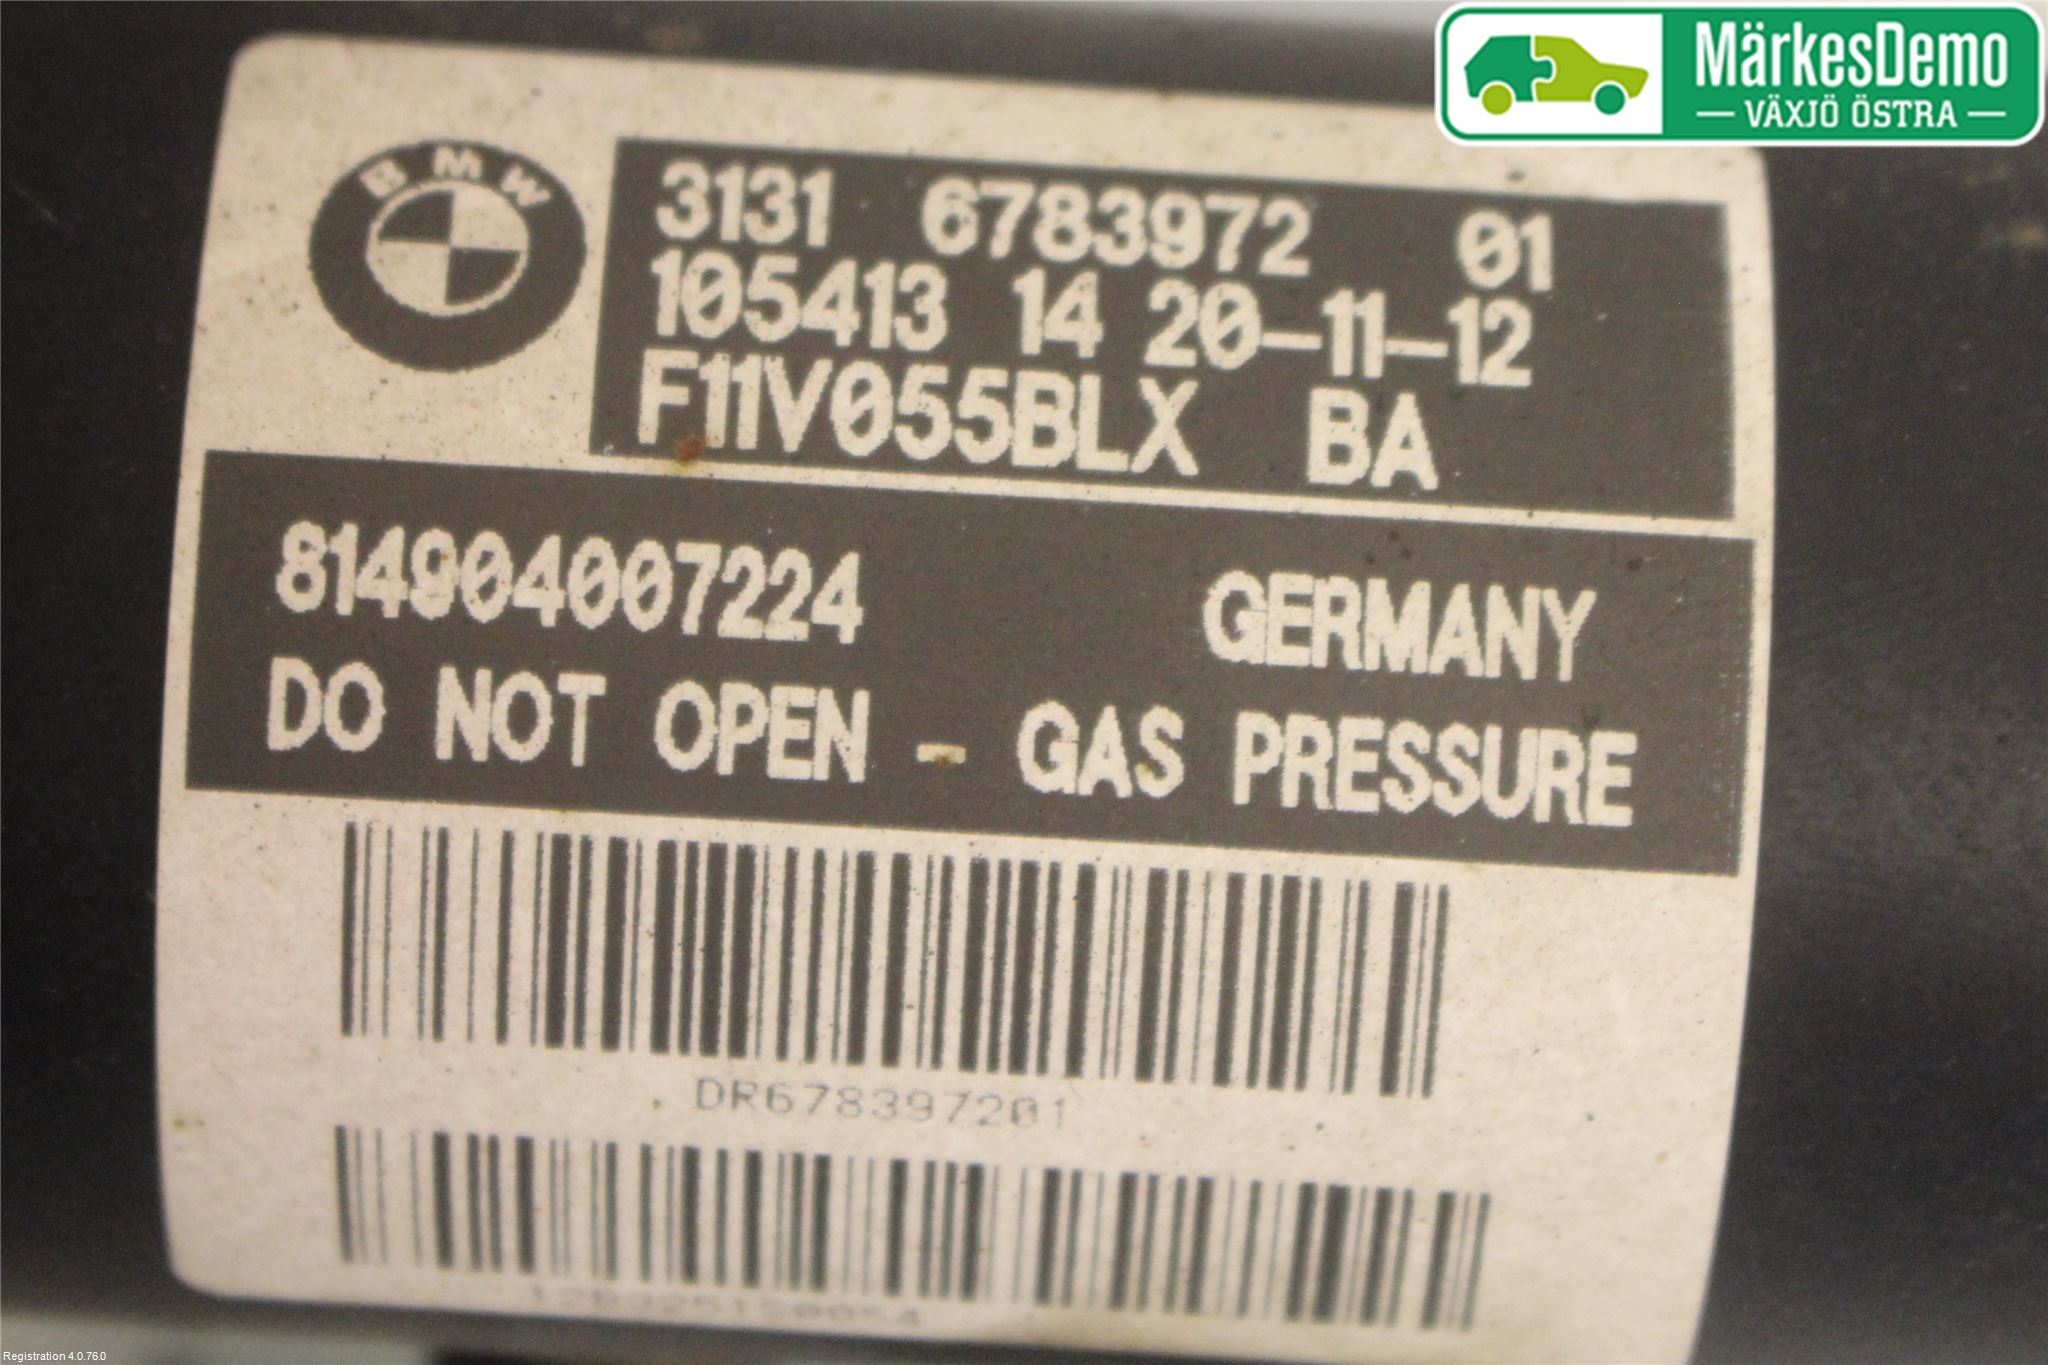 MärkesDemo
— VÄXJÖ ÖSTRA —
BMW
3131 6783972 01
105413 14 20-11-12
F11V055BLX BA
814904007224 GERMANY
DO NOT OPEN - GAS PRESSURE
DR678397201
Registration 4.0.76.0